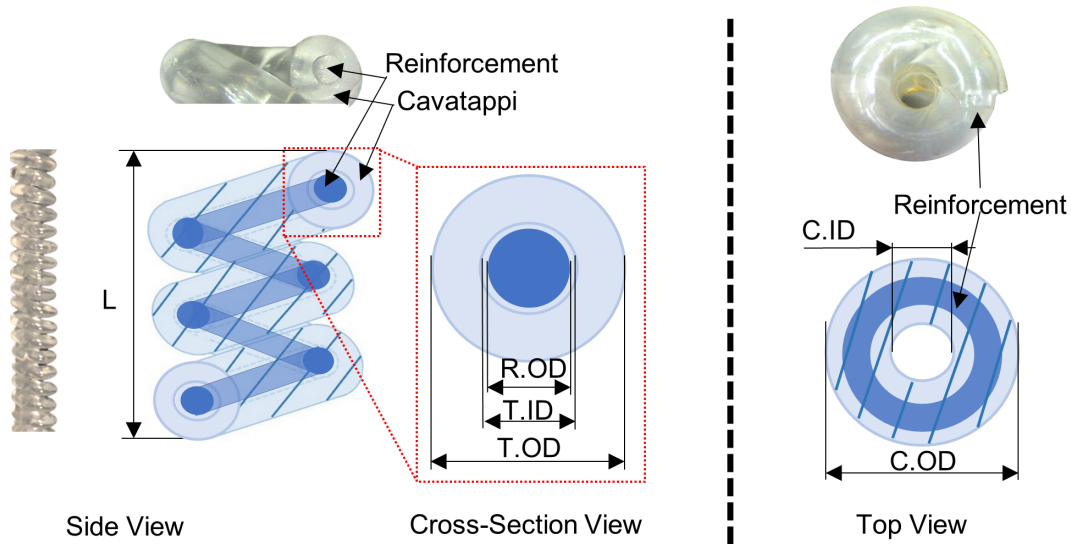 Reinforcement
Cavatappi
L
R.OD
T.ID
T.OD
Reinforcement
C.ID
C.OD
Side View
Cross-Section View
Top View